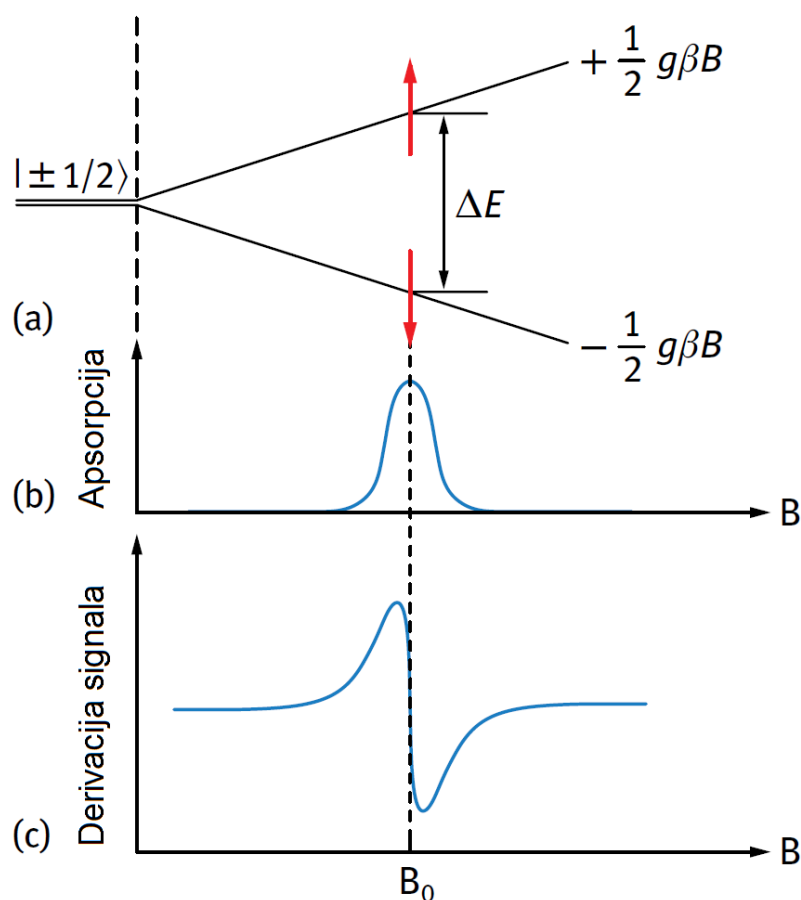 + 1/2 gβB
|± 1/2⟩
ΔE
(a)
− 1/2 gβB
Apsorpcija
(b)
B
Derivacija signala
(c)
B
B₀